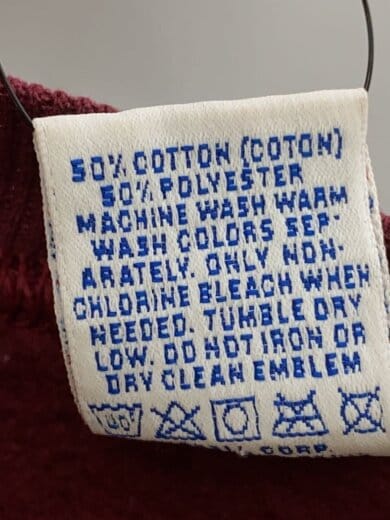 50% COTTON (COTON)
50% POLYESTER
MACHINE WASH WARM
WASH COLORS SEP-
ARATELY. ONLY NON-
CHLORINE BLEACH WHEN
NEEDED. TUMBLE DRY
LOW. DO NOT IRON OR
DRY CLEAN EMBLEM
CORP.